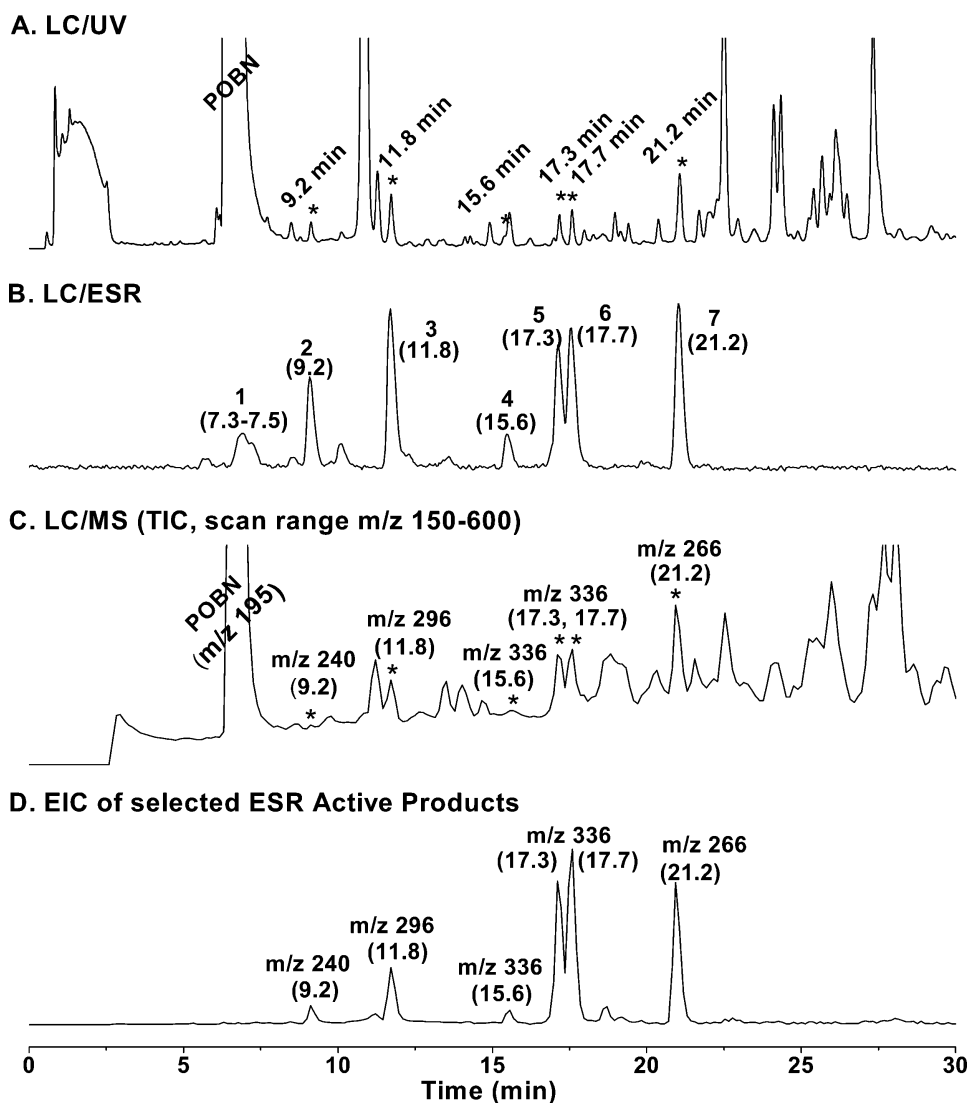 A. LC/UV
POBN
9.2 min
*
11.8 min
*
15.6 min
*
17.3 min
*
17.7 min
*
21.2 min
*
B. LC/ESR
1
(7.3-7.5)
2
(9.2)
3
(11.8)
4
(15.6)
5
(17.3)
6
(17.7)
7
(21.2)
C. LC/MS (TIC, scan range m/z 150-600)
POBN
(m/z 195)
m/z 240
(9.2)
*
m/z 296
(11.8)
*
m/z 336
(15.6)
*
m/z 336
(17.3, 17.7)
* *
m/z 266
(21.2)
*
D. EIC of selected ESR Active Products
m/z 240
(9.2)
m/z 296
(11.8)
m/z 336
(15.6)
m/z 336
(17.3) (17.7)
m/z 266
(21.2)
0 5 10 15 20 25 30
Time (min)